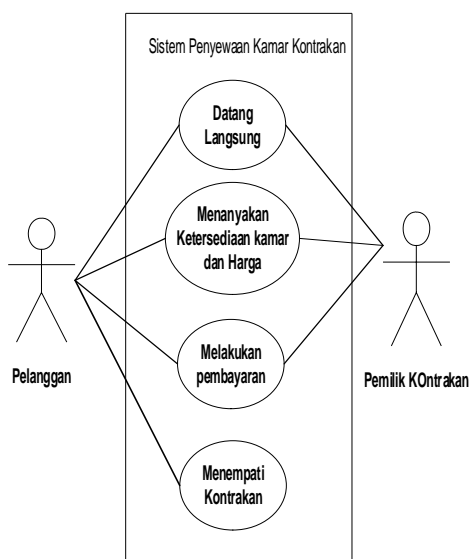 Sistem Penyewaan Kamar Kontrakan
Datang
Langsung
Menanyakan
Ketersediaan kamar
dan Harga
Melakukan
pembayaran
Pelanggan
Pemilik KOntrakan
Menempati
Kontrakan